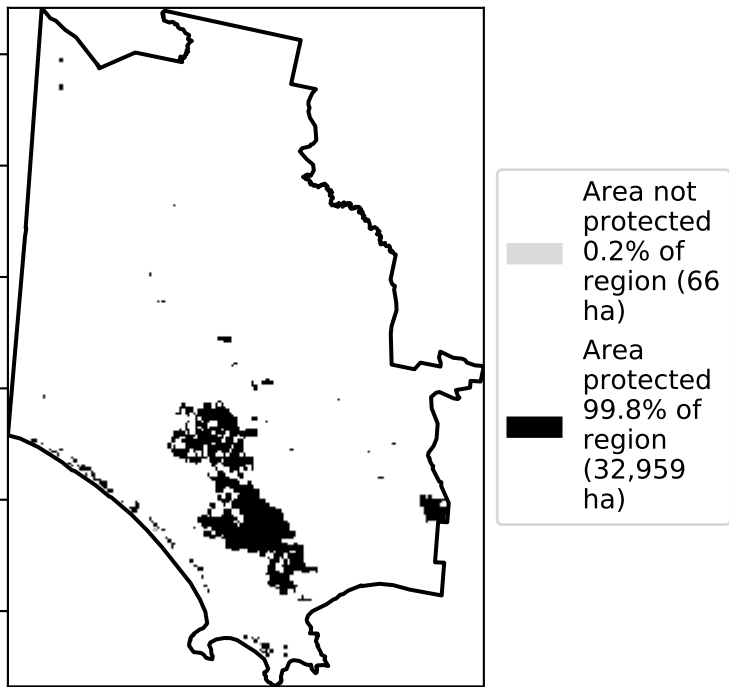 Area not
protected
0.2% of
region (66
ha)
Area
protected
99.8% of
region
(32,959
ha)